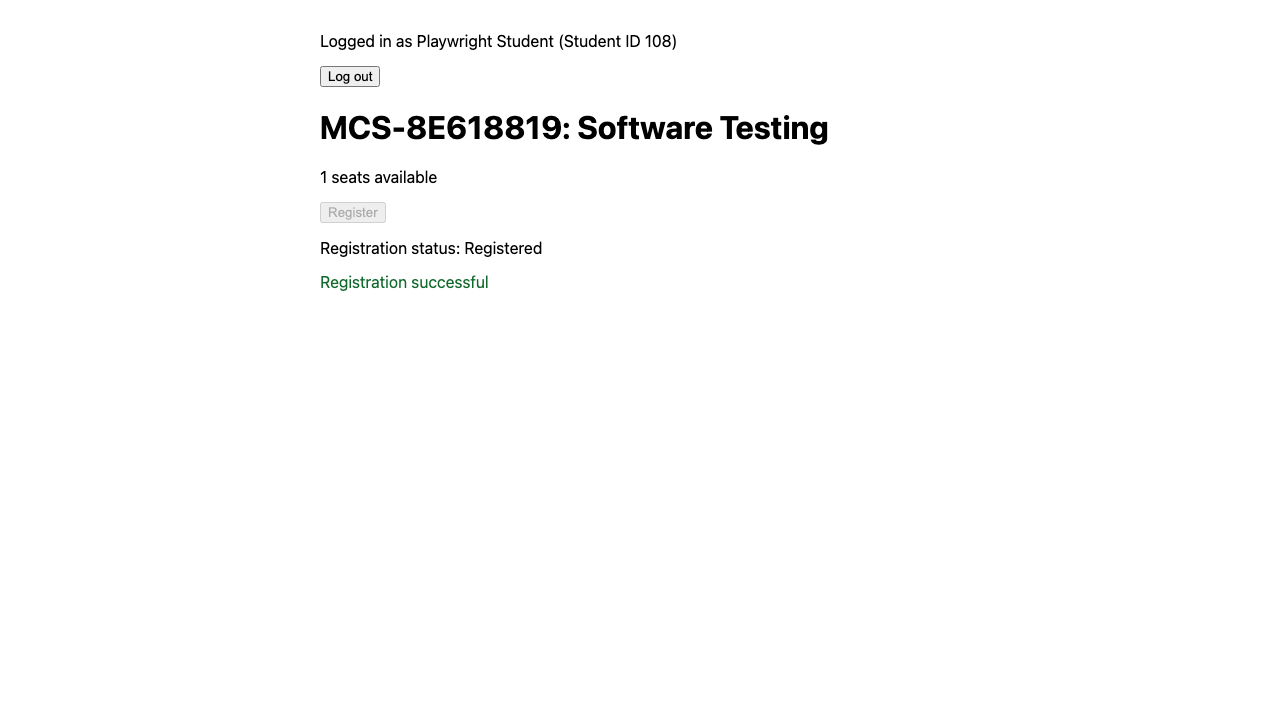 Logged in as Playwright Student (Student ID 108)
Log out
MCS-8E618819: Software Testing
1 seats available
Register
Registration status: Registered
Registration successful